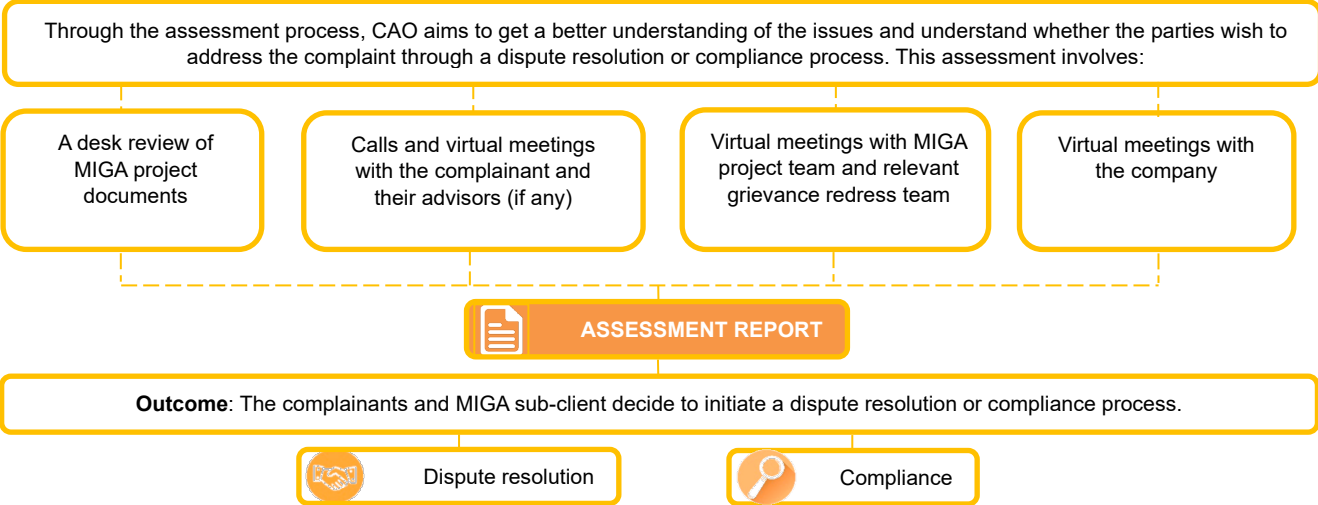 Through the assessment process, CAO aims to get a better understanding of the issues and understand whether the parties wish to
address the complaint through a dispute resolution or compliance process. This assessment involves:
A desk review of
MIGA project
documents
Calls and virtual meetings
with the complainant and
their advisors (if any)
Virtual meetings with MIGA
project team and relevant
grievance redress team
Virtual meetings with
the company
ASSESSMENT REPORT
Outcome: The complainants and MIGA sub-client decide to initiate a dispute resolution or compliance process.
Dispute resolution
Compliance